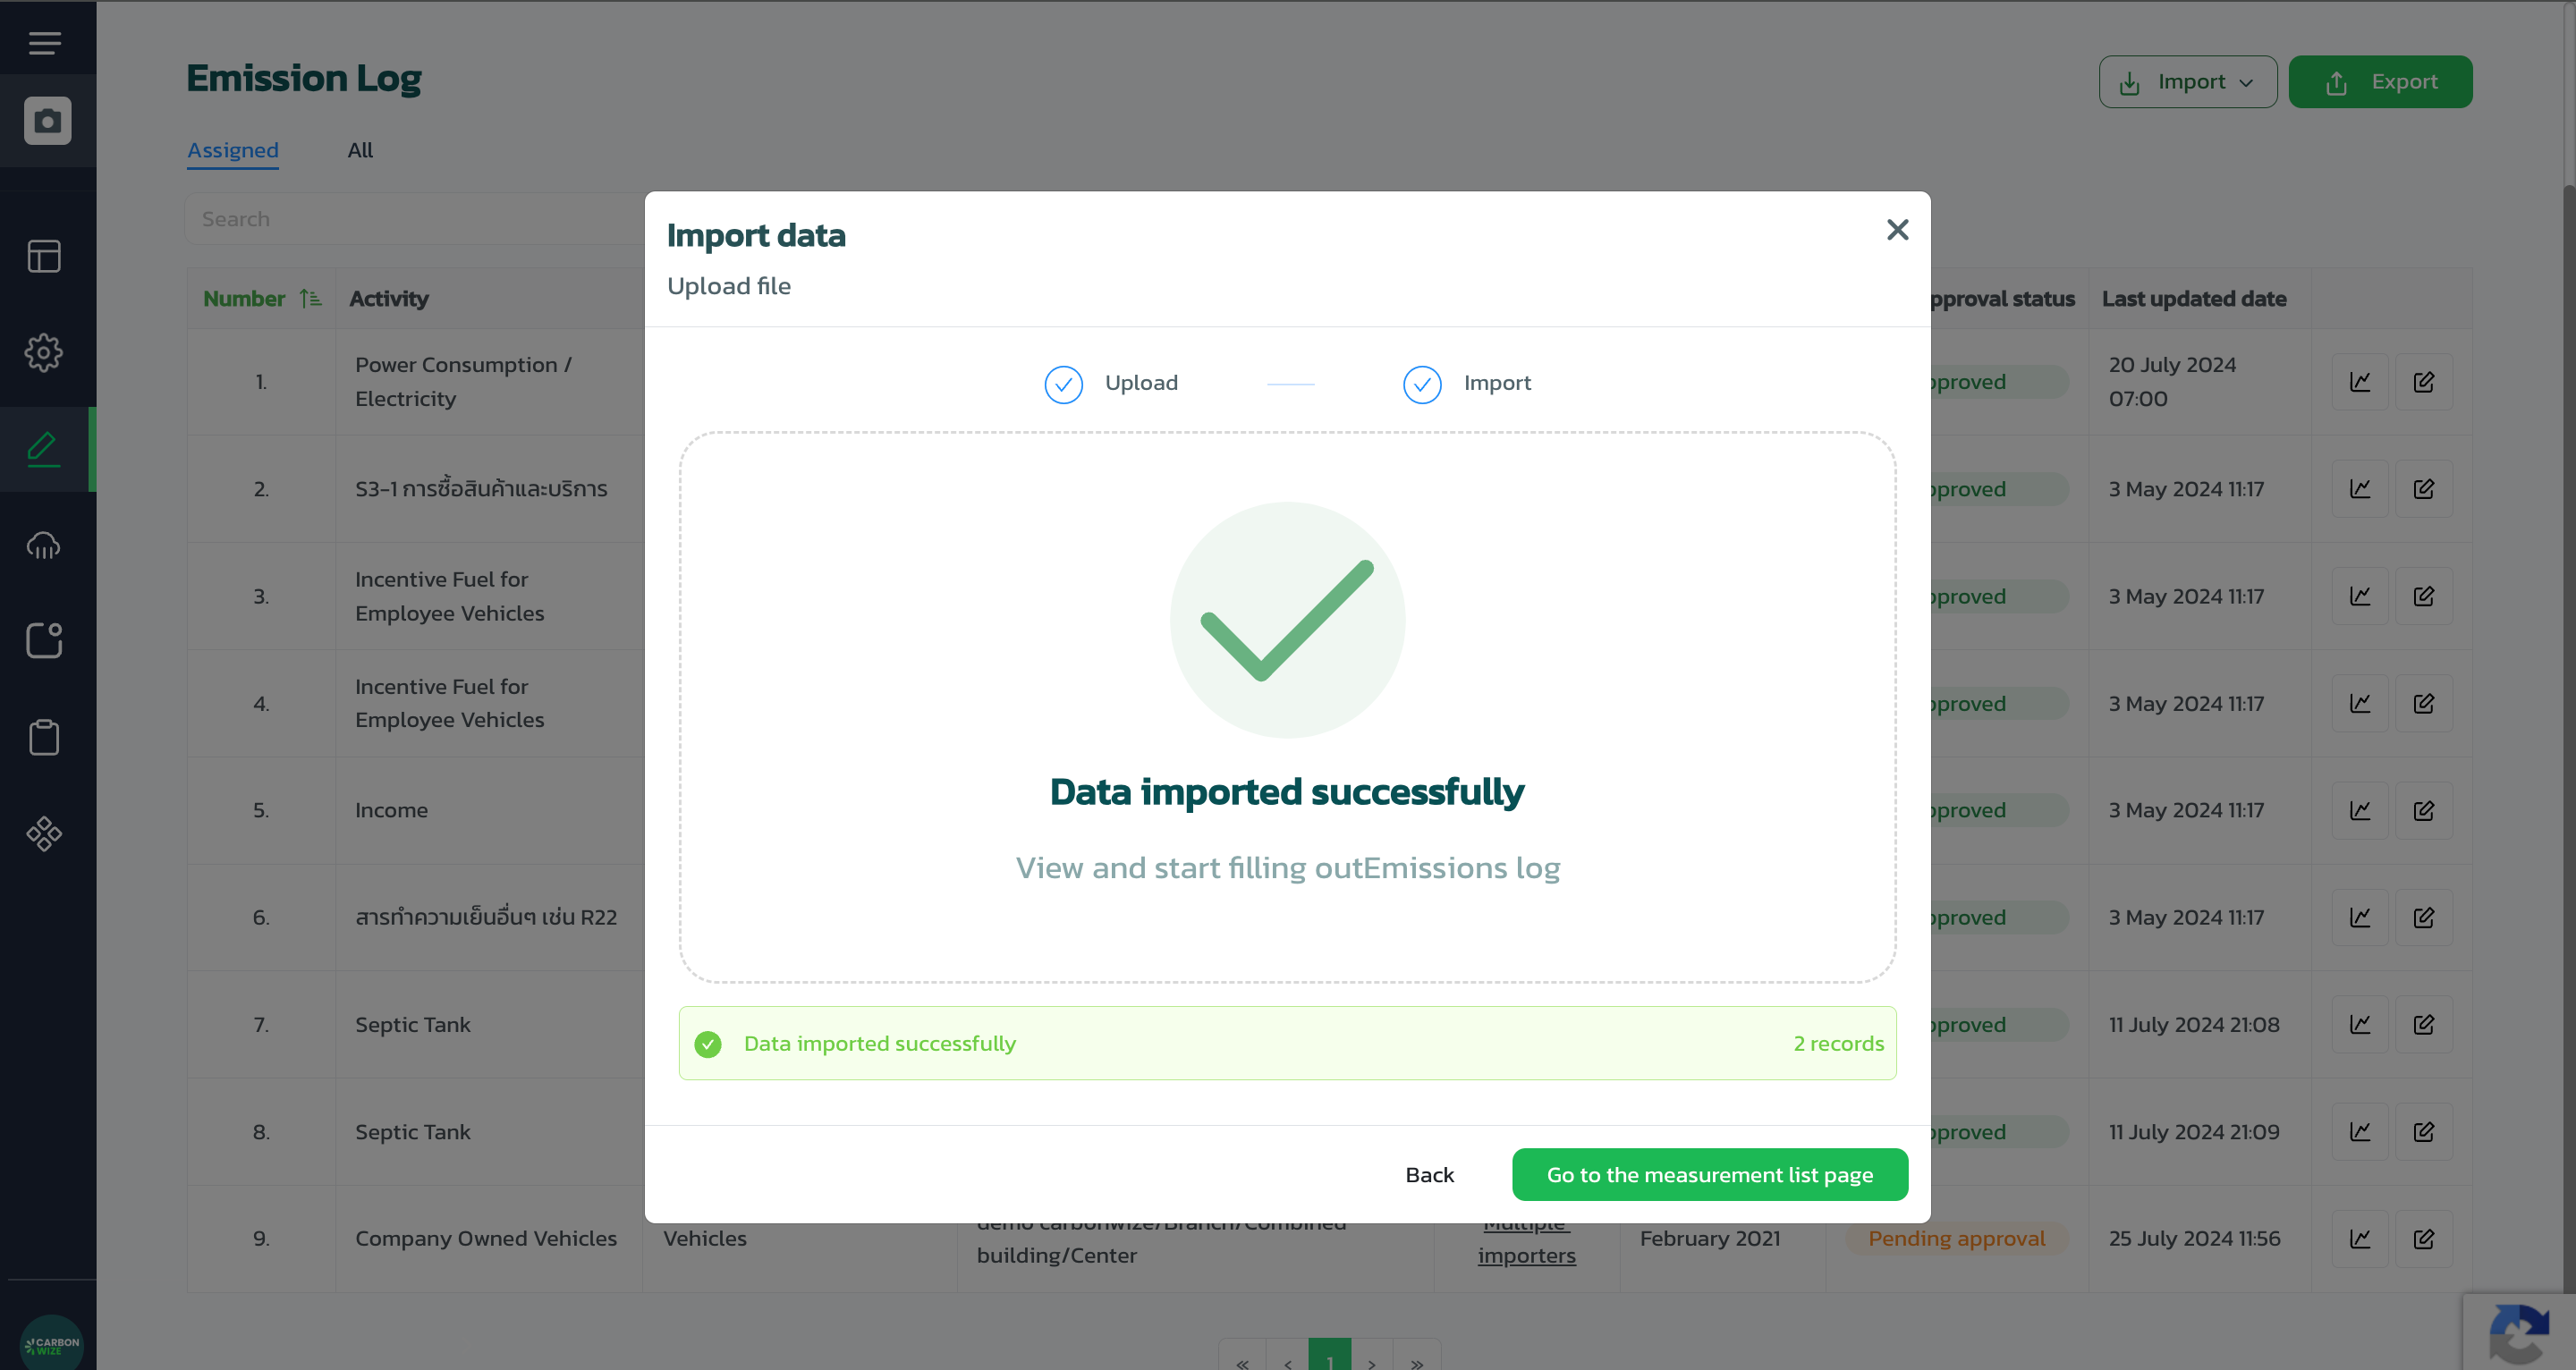 Emission Log
Import
Export
Assigned
All
Search
Number
Activity
pproval status
Last updated date
1.
Power Consumption /
Electricity
pproved
20 July 2024
07:00
2.
S3-1 การซื้อสินค้าและบริการ
pproved
3 May 2024 11:17
3.
Incentive Fuel for
Employee Vehicles
pproved
3 May 2024 11:17
4.
Incentive Fuel for
Employee Vehicles
pproved
3 May 2024 11:17
5.
Income
pproved
3 May 2024 11:17
6.
สารทำความเย็นอื่นๆ เช่น R22
pproved
3 May 2024 11:17
7.
Septic Tank
pproved
11 July 2024 21:08
8.
Septic Tank
pproved
11 July 2024 21:09
9.
Company Owned Vehicles
Vehicles
demo carbonwize/Branch/Combined
building/Center
Multiple
importers
February 2021
Pending approval
25 July 2024 11:56
« ‹ 1 › »
CARBON
WIZE
Import data
Upload file
Upload
Import
Data imported successfully
View and start filling outEmissions log
Data imported successfully
2 records
Back
Go to the measurement list page